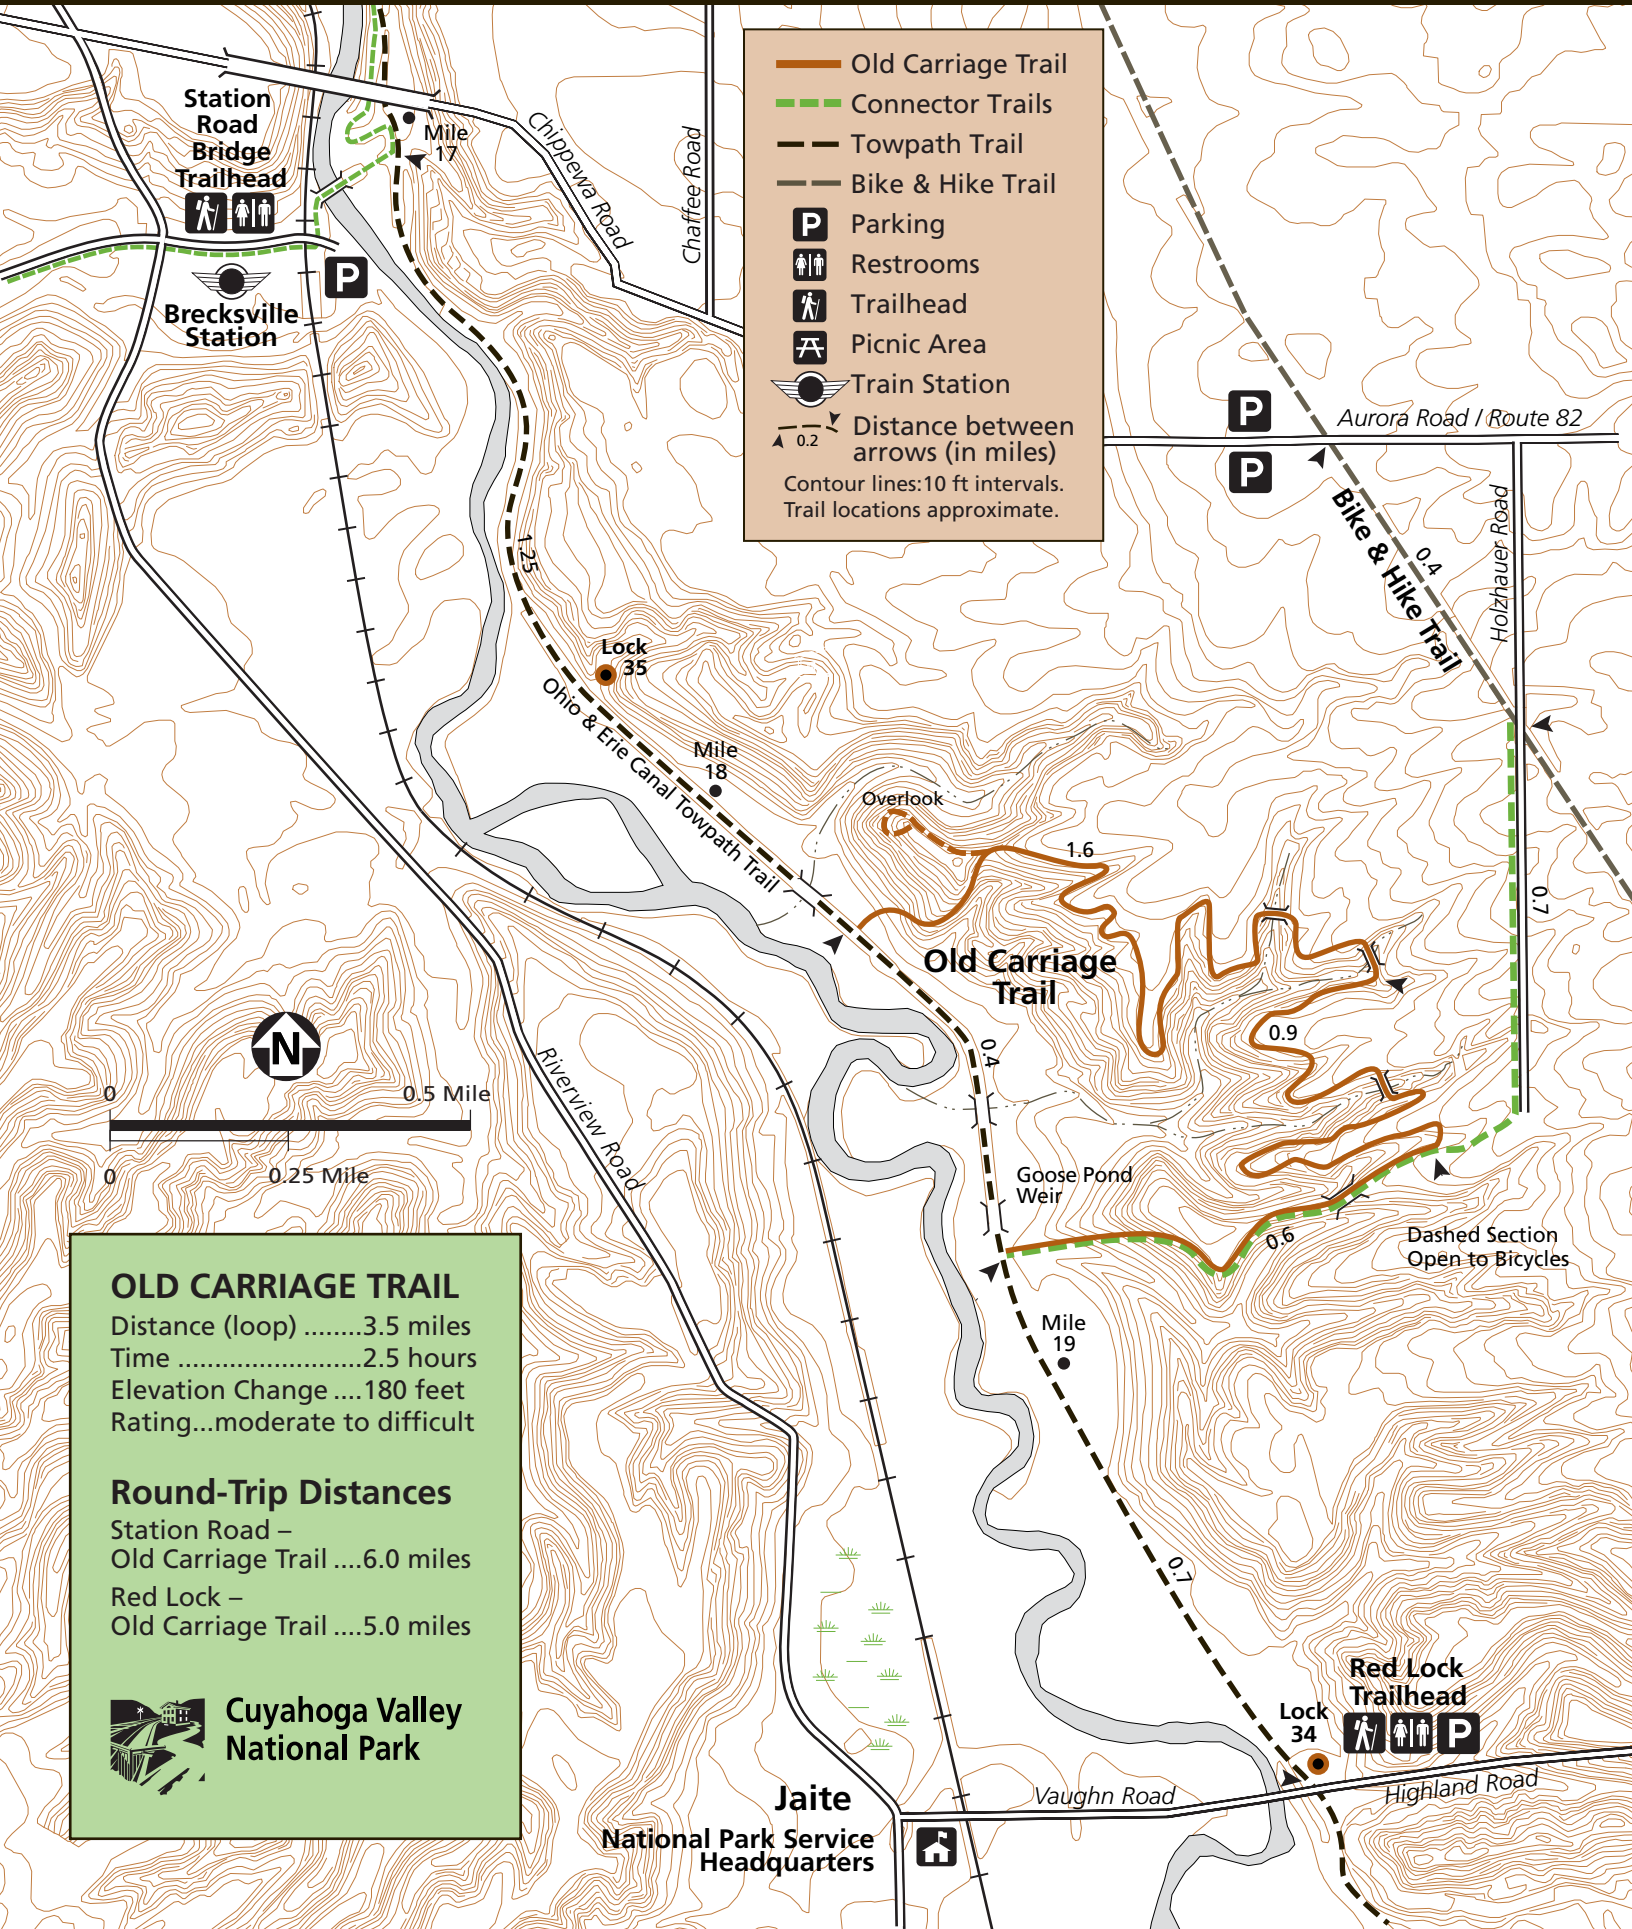 Station
Road
Bridge
Trailhead
Mile
17
Chippewa Road
Chaffee Road
Old Carriage Trail
Connector Trails
Towpath Trail
Bike & Hike Trail
P
Parking
Restrooms
Trailhead
Picnic Area
Train Station
0.2
Distance between
arrows (in miles)
Contour lines:10 ft intervals.
Trail locations approximate.
P
Brecksville
Station
P
P
Aurora Road / Route 82
Bike & Hike Trail
0.4
Holzhauer Road
1.25
Lock
35
Ohio & Erie Canal Towpath Trail
Mile
18
Overlook
1.6
0.7
Old Carriage
Trail
0.9
0.4
N
0
0.5 Mile
0
0.25 Mile
Riverview Road
Goose Pond
Weir
0.6
Dashed Section
Open to Bicycles
Mile
19
OLD CARRIAGE TRAIL
Distance (loop) ........3.5 miles
Time .........................2.5 hours
Elevation Change ....180 feet
Rating...moderate to difficult
Round-Trip Distances
Station Road –
Old Carriage Trail ....6.0 miles
Red Lock –
Old Carriage Trail ....5.0 miles
Cuyahoga Valley
National Park
0.7
Red Lock
Trailhead
P
Lock
34
Jaite
Vaughn Road
Highland Road
National Park Service
Headquarters